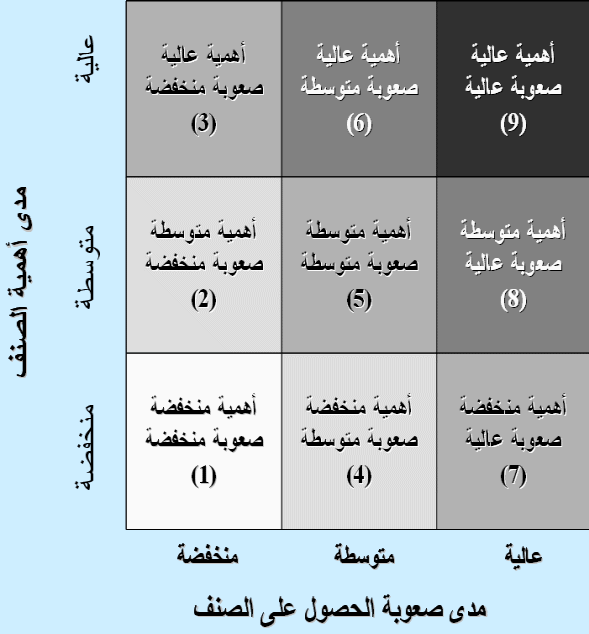 مدى أهمية الصنف
عالية
أهمية عالية
صعوبة منخفضة
(3)
أهمية عالية
صعوبة متوسطة
(6)
أهمية عالية
صعوبة عالية
(9)
متوسطة
أهمية متوسطة
صعوبة منخفضة
(2)
أهمية متوسطة
صعوبة متوسطة
(5)
أهمية متوسطة
صعوبة عالية
(8)
منخفضة
أهمية منخفضة
صعوبة منخفضة
(1)
أهمية منخفضة
صعوبة متوسطة
(4)
أهمية منخفضة
صعوبة عالية
(7)
منخفضة
متوسطة
عالية
مدى صعوبة الحصول على الصنف